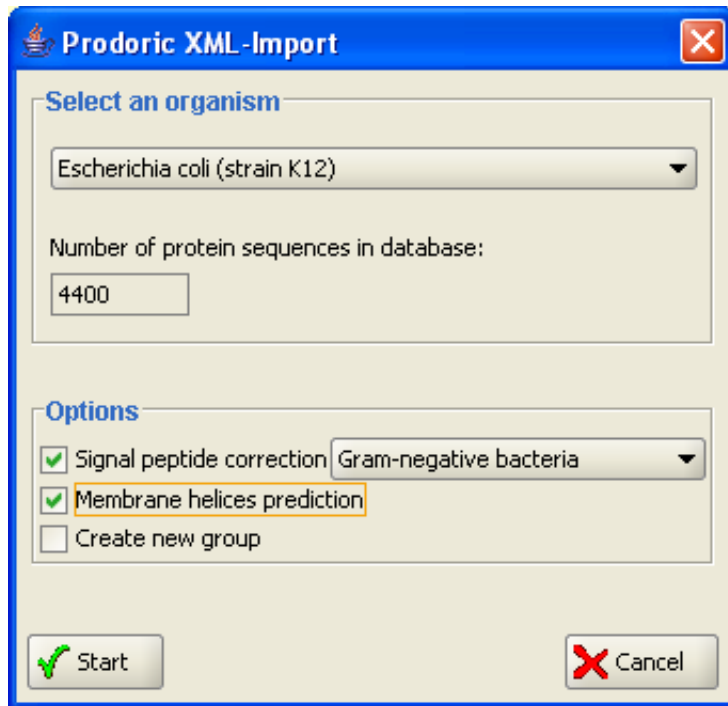 Prodoric XML-Import
Select an organism
Escherichia coli (strain K12)
Number of protein sequences in database:
4400
Options
Signal peptide correction Gram-negative bacteria
Membrane helices prediction
Create new group
Start Cancel